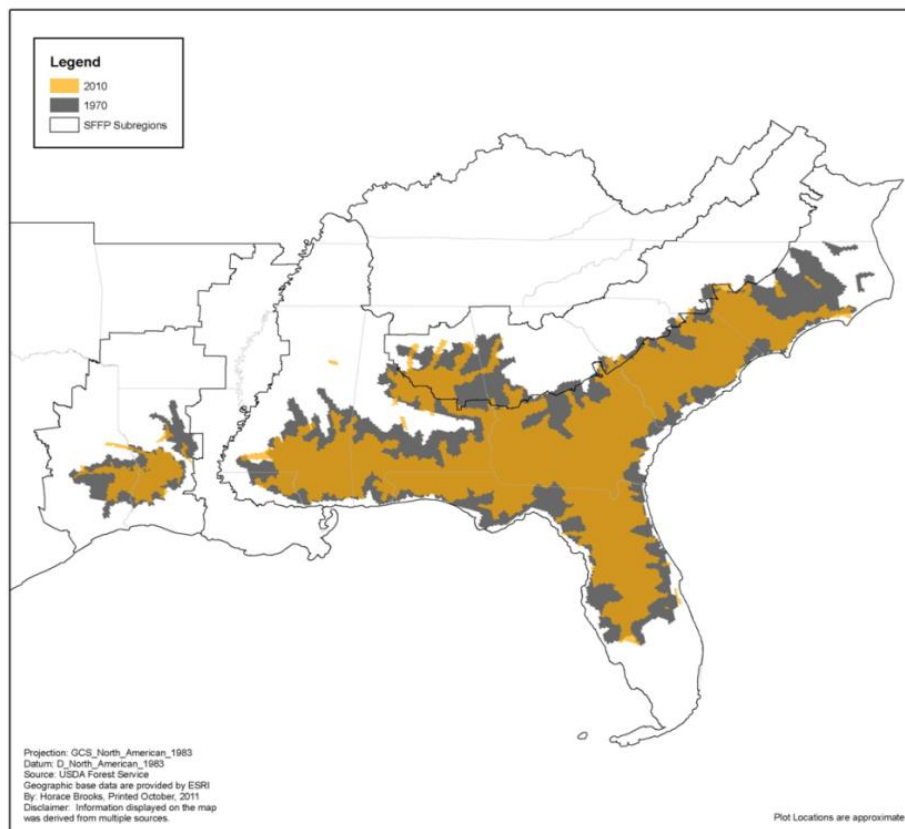 Legend
2010
1970
SFFP Subregions
Projection: GCS_North_American_1983
Datum: D_North_American_1983
Source: USDA Forest Service
Geographic base data are provided by ESRI
By: Horace Brooks, Printed October, 2011
Disclaimer: Information displayed on the map
was derived from multiple sources.
Plot Locations are approximate